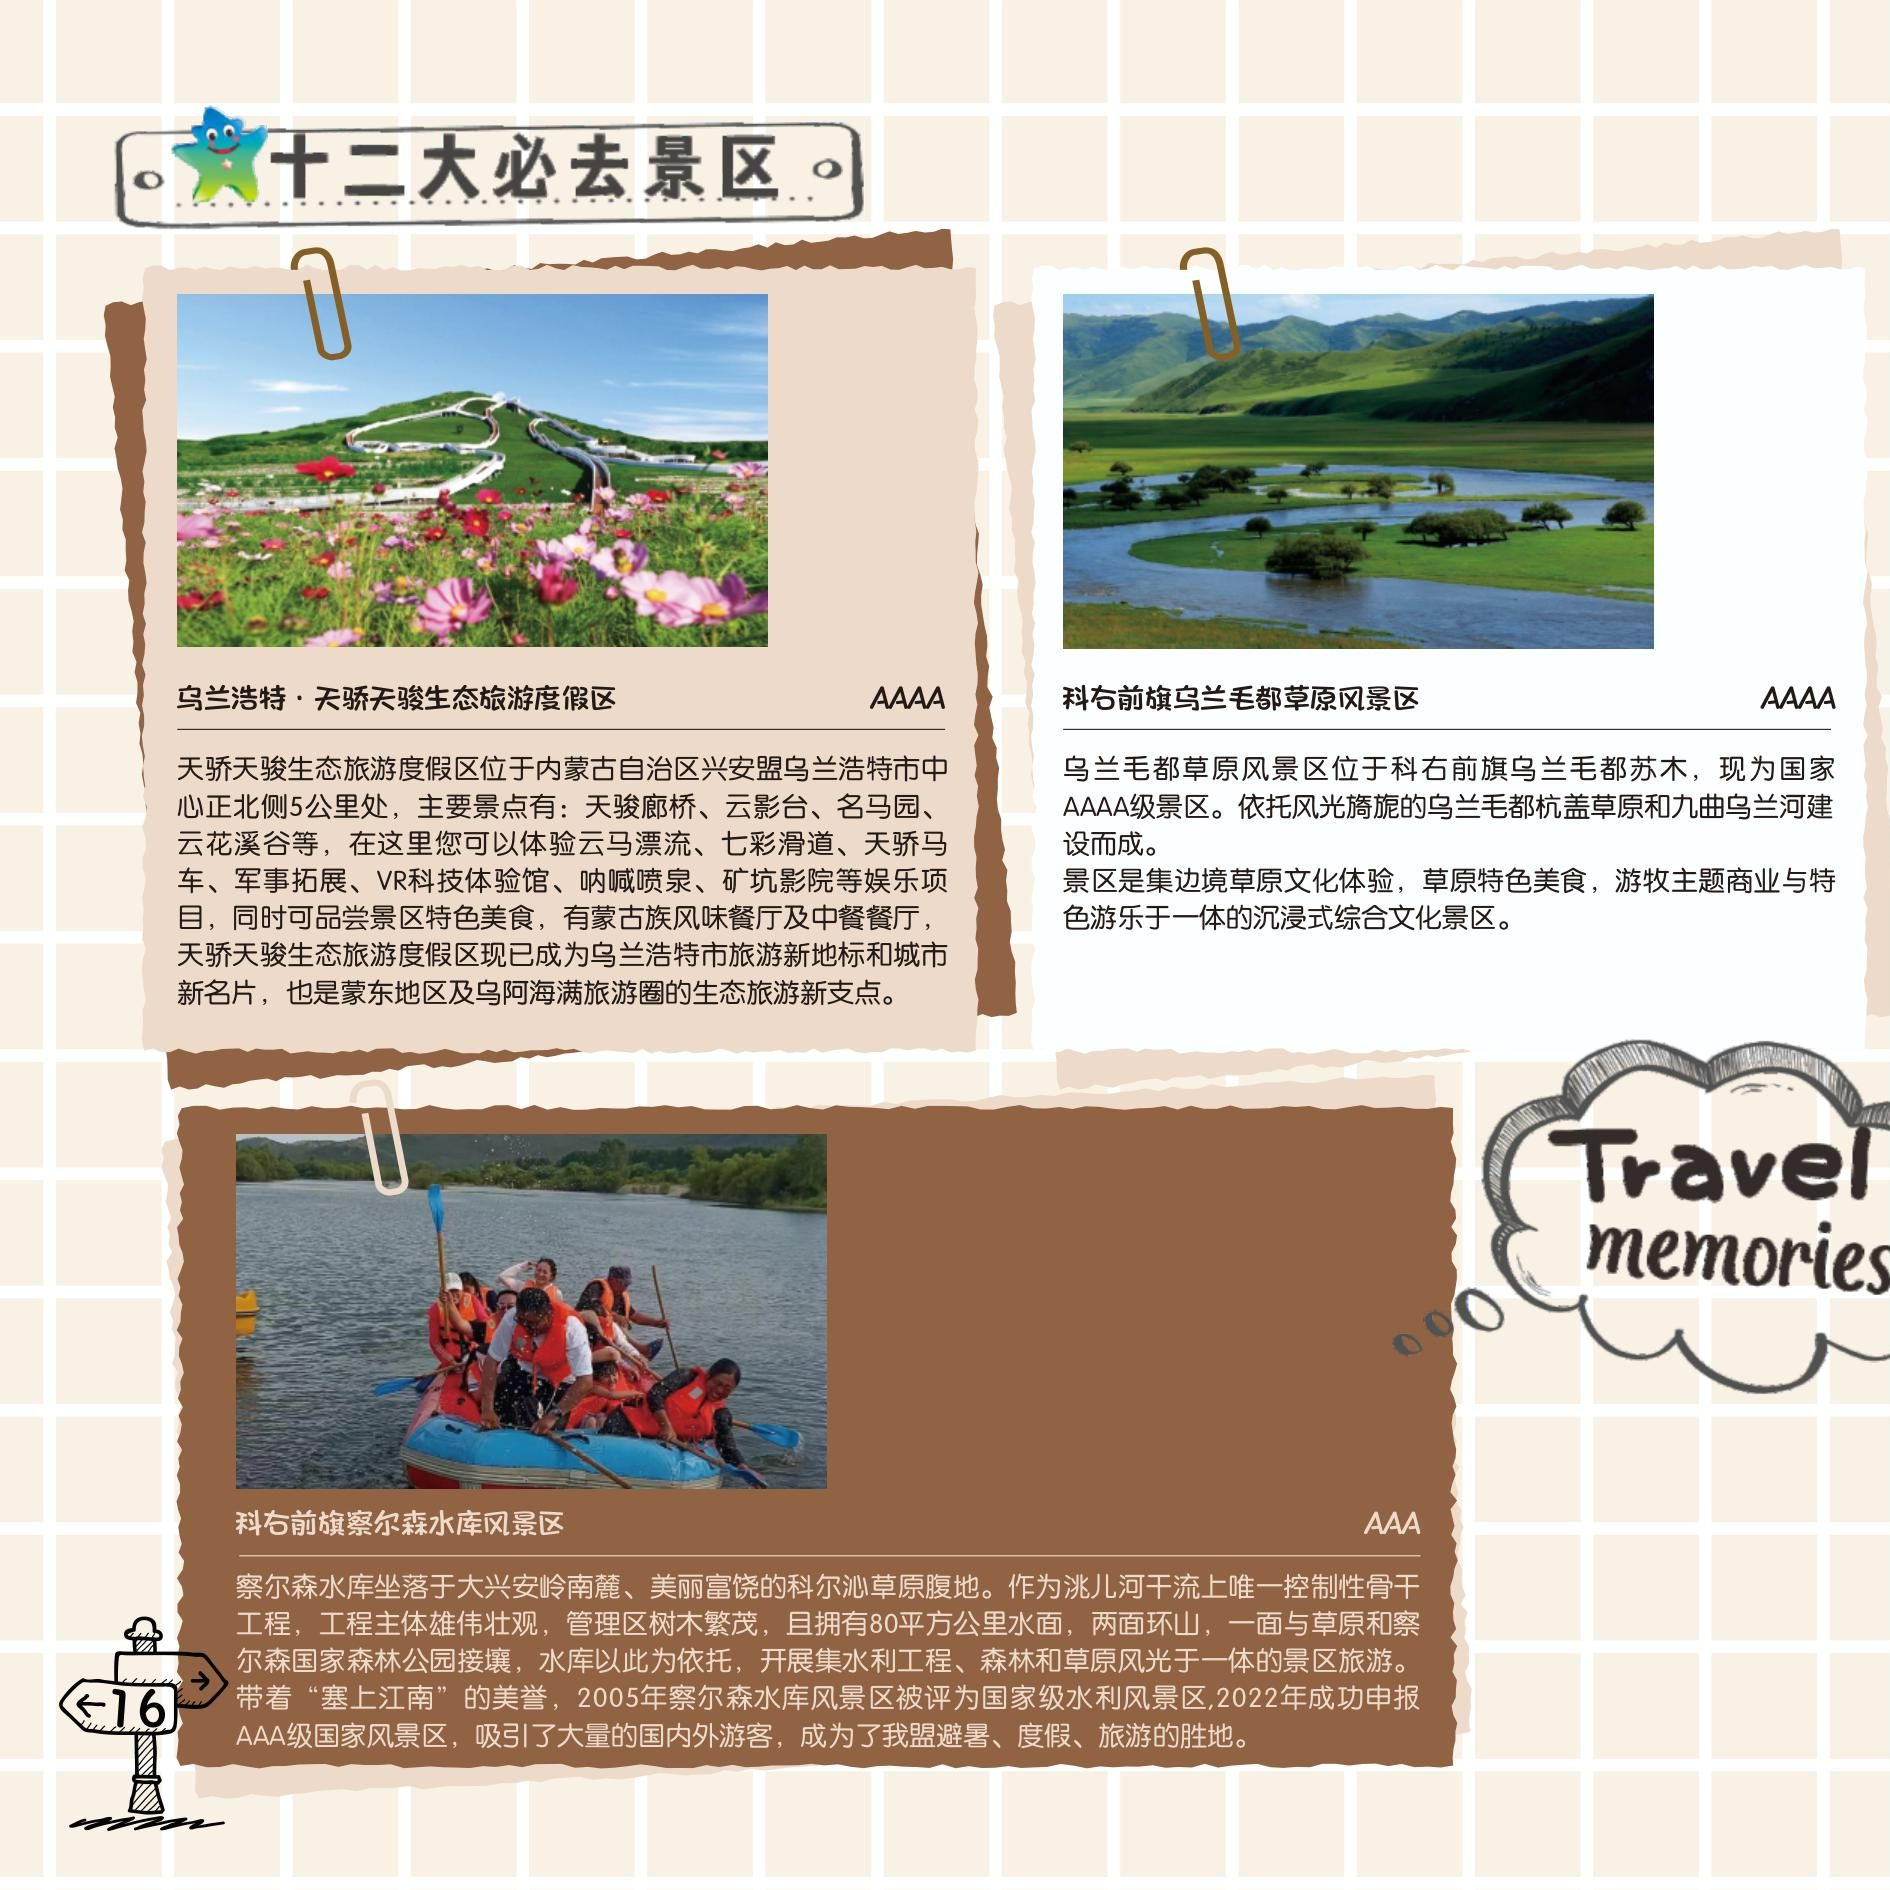 十二大必去景区
乌兰浩特·天骄天骏生态旅游度假区 AAAA
天骄天骏生态旅游度假区位于内蒙古自治区兴安盟乌兰浩特市中
心正北侧5公里处，主要景点有：天骏廊桥、云影台、名马园、
云花溪谷等，在这里您可以体验云马漂流、七彩滑道、天骄马
车、军事拓展、VR科技体验馆、呐喊喷泉、矿坑影院等娱乐项
目，同时可品尝景区特色美食，有蒙古族风味餐厅及中餐餐厅，
天骄天骏生态旅游度假区现已成为乌兰浩特市旅游新地标和城市
新名片，也是蒙东地区及乌阿海满旅游圈的生态旅游新支点。
科右前旗乌兰毛都草原风景区 AAAA
乌兰毛都草原风景区位于科右前旗乌兰毛都苏木，现为国家
AAAA级景区。依托风光旖旎的乌兰毛都杭盖草原和九曲乌兰河建
设而成。
景区是集边境草原文化体验，草原特色美食，游牧主题商业与特
色游乐于一体的沉浸式综合文化景区。
Travel
memories
科右前旗察尔森水库风景区 AAA
察尔森水库坐落于大兴安岭南麓、美丽富饶的科尔沁草原腹地。作为洮儿河干流上唯一控制性骨干
工程，工程主体雄伟壮观，管理区树木繁茂，且拥有80平方公里水面，两面环山，一面与草原和察
尔森国家森林公园接壤，水库以此为依托，开展集水利工程、森林和草原风光于一体的景区旅游。
带着“塞上江南”的美誉，2005年察尔森水库风景区被评为国家级水利风景区,2022年成功申报
AAA级国家风景区，吸引了大量的国内外游客，成为了我盟避暑、度假、旅游的胜地。
16